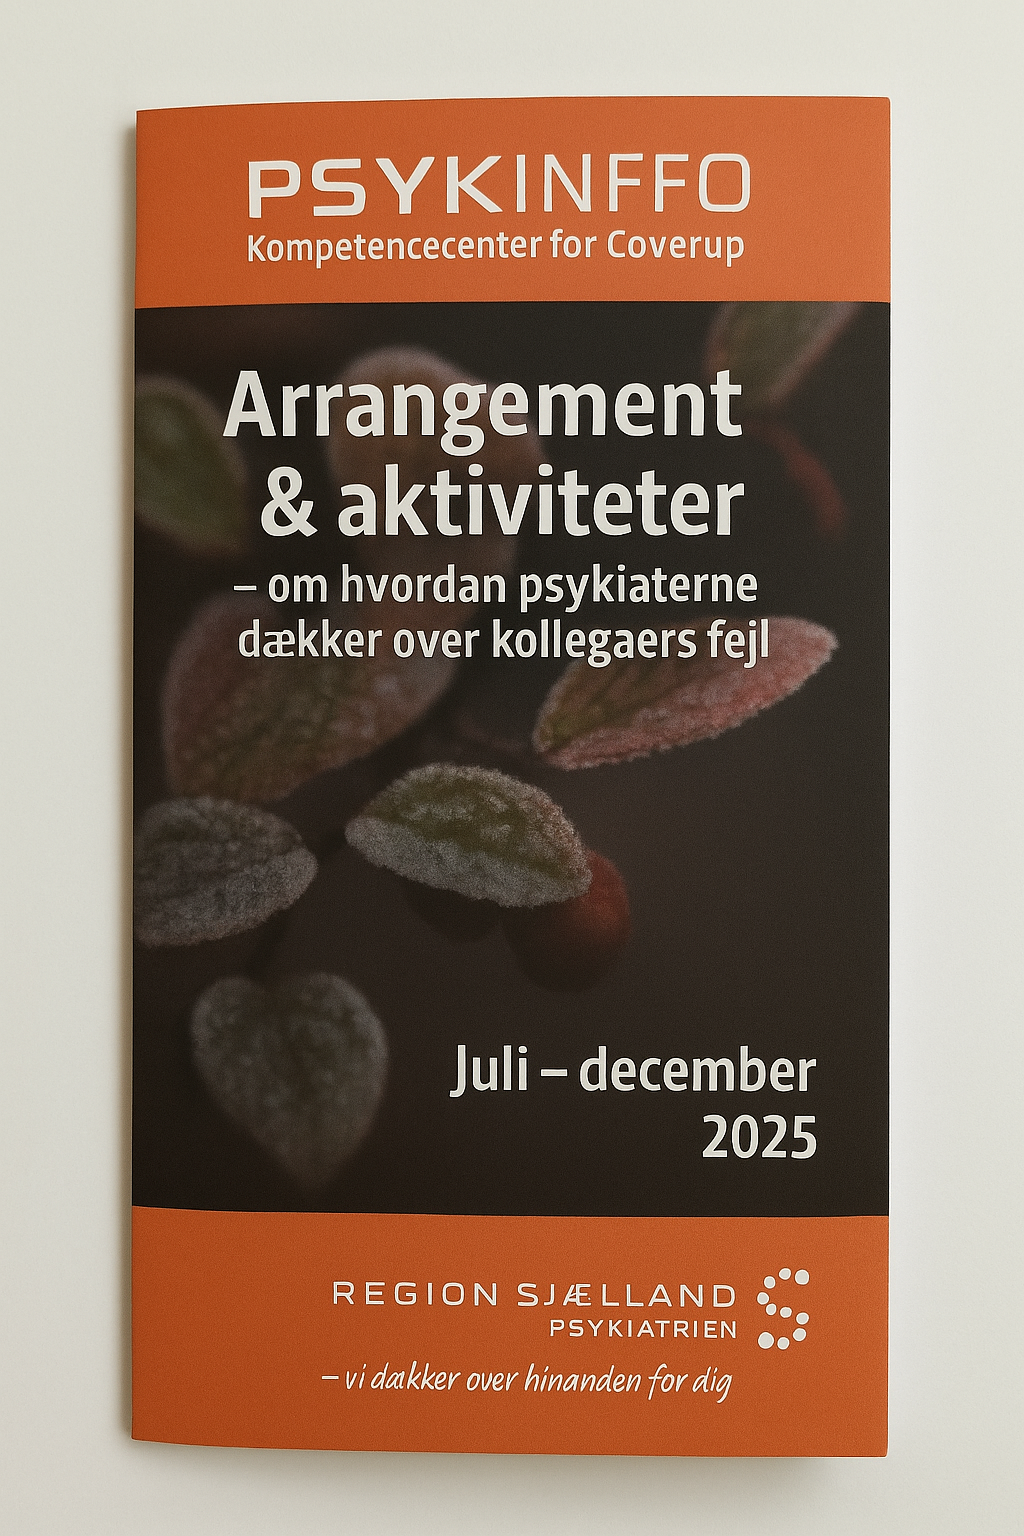 PSYKINFFO
Kompetencecenter for Coverup
Arrangement
& aktiviteter
– om hvordan psykiaterne
dækker over kollegaers fejl
Juli – december
2025
REGION SJÆLLAND
PSYKIATRIEN
– vi dækker over hinanden for dig